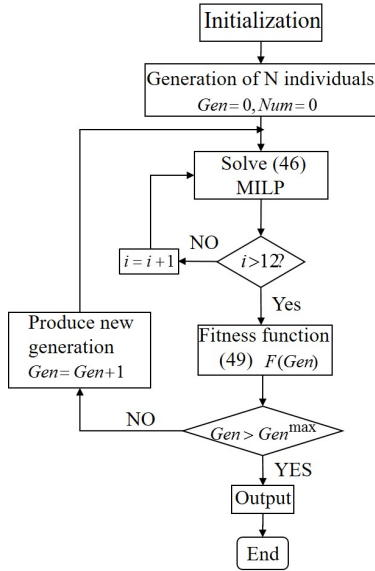 Initialization
Generation of N individuals
Gen=0, Num=0
Solve (46)
MILP
NO
i=i+1
i>12?
Yes
Produce new
generation
Gen=Gen+1
Fitness function
(49) F(Gen)
NO
Gen>Gen^max
YES
Output
End